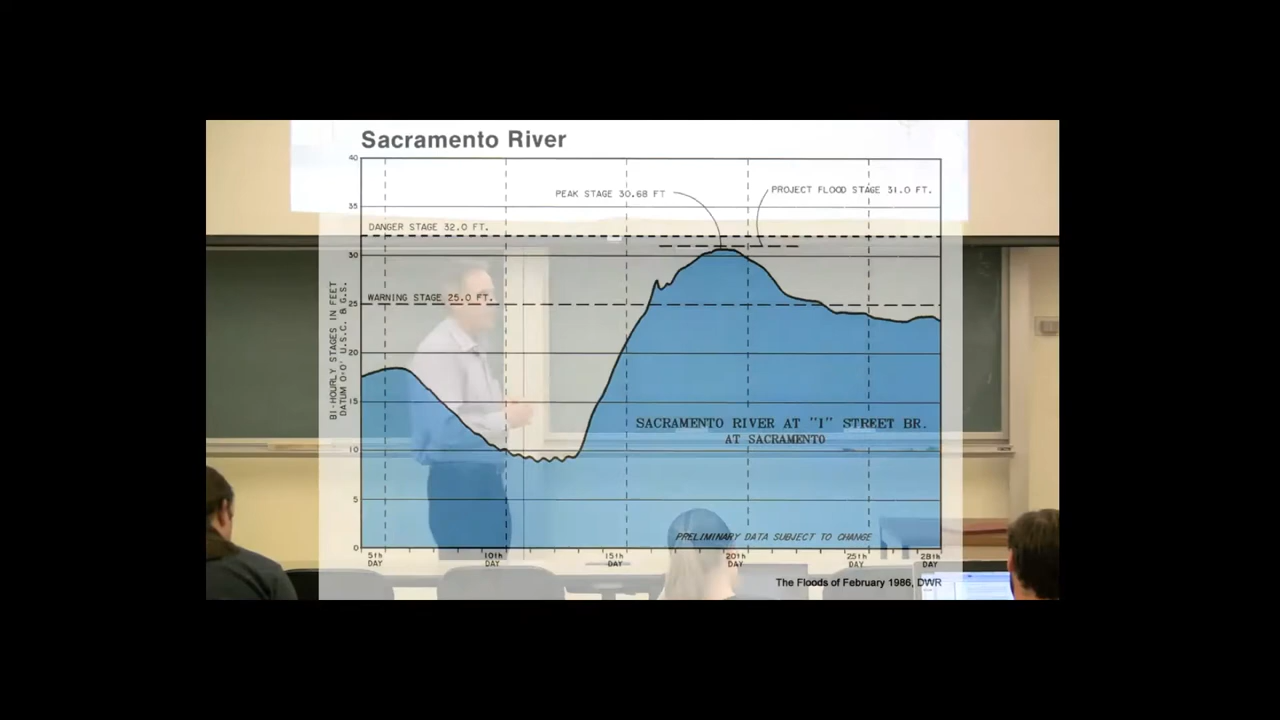 Sacramento River
40
PEAK STAGE 30.68 FT
PROJECT FLOOD STAGE 31.0 FT.
35
DANGER STAGE 32.0 FT.
30
WARNING STAGE 25.0 FT.
25
BI-HOURLY STAGES IN FEET
DATUM 0.0' U.S.C. & G.S.
20
15
SACRAMENTO RIVER AT "I" STREET BR.
AT SACRAMENTO
10
5
PRELIMINARY DATA SUBJECT TO CHANGE
0
5th DAY
10th DAY
15th DAY
20th DAY
25th DAY
28th DAY
The Floods of February 1986, DWR